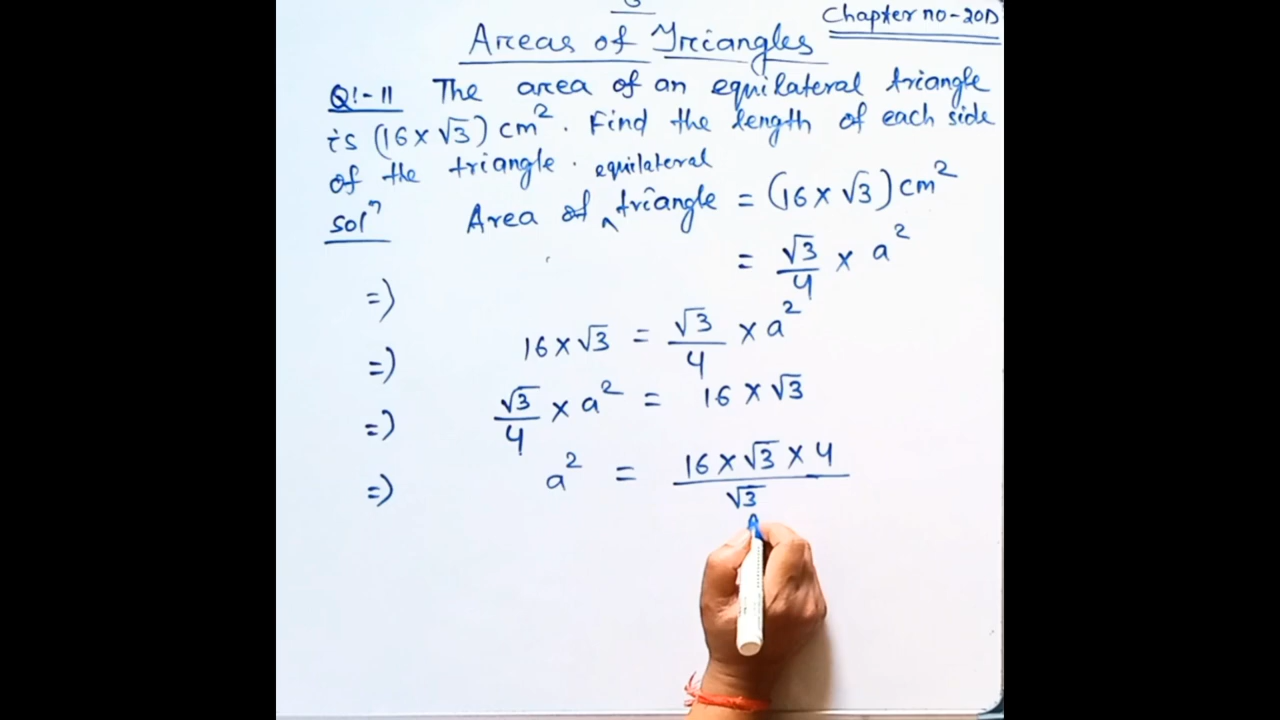 Chapter no-20D
Areas of Triangles
Q:-11 The area of an equilateral triangle
is (16 × √3) cm². Find the length of each side
of the triangle.
Solⁿ Area of ^ equilateral triangle = (16 × √3) cm²
= √3/4 × a²
=>
16 × √3 = √3/4 × a²
=>
√3/4 × a² = 16 × √3
=>
a² = 16 × √3 × 4 / √3
=>